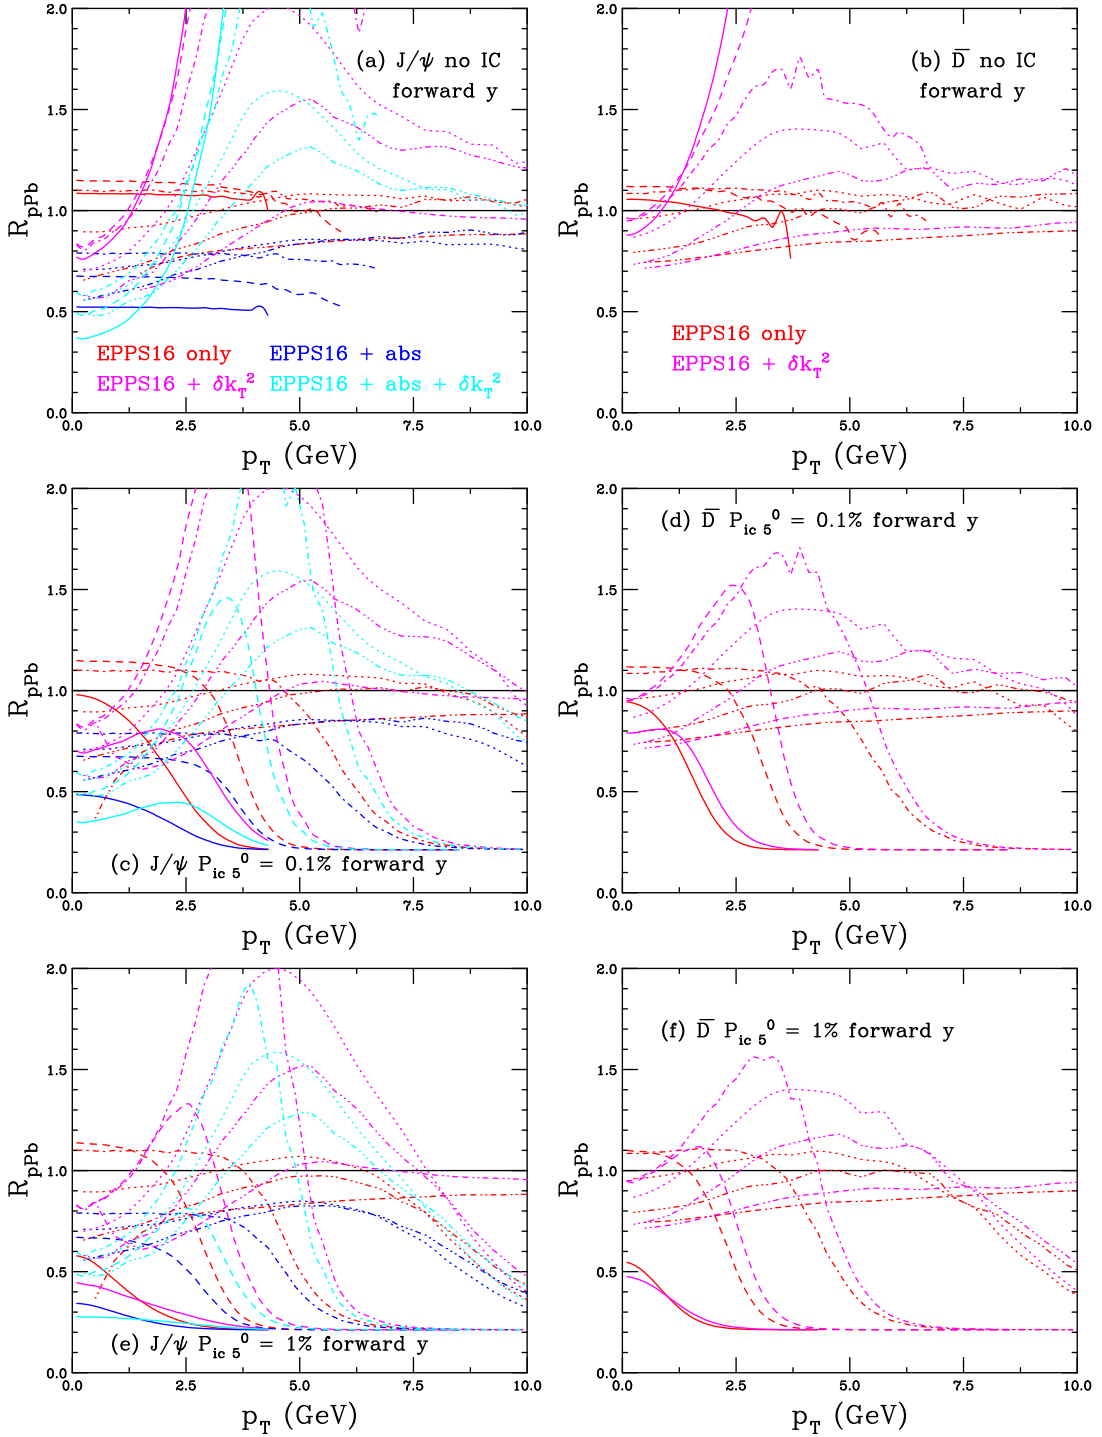 2.0
1.5
1.0
0.5
0.0
R_pPb
(a) J/ψ no IC
forward y
EPPS16 only EPPS16 + abs
EPPS16 + δk_T^2 EPPS16 + abs + δk_T^2
0.0 2.5 5.0 7.5 10.0
p_T (GeV)
2.0
1.5
1.0
0.5
0.0
R_pPb
(b) D̅ no IC
forward y
EPPS16 only
EPPS16 + δk_T^2
0.0 2.5 5.0 7.5 10.0
p_T (GeV)
2.0
1.5
1.0
0.5
0.0
R_pPb
(c) J/ψ P_ic 5^0 = 0.1% forward y
0.0 2.5 5.0 7.5 10.0
p_T (GeV)
2.0
1.5
1.0
0.5
0.0
R_pPb
(d) D̅ P_ic 5^0 = 0.1% forward y
0.0 2.5 5.0 7.5 10.0
p_T (GeV)
2.0
1.5
1.0
0.5
0.0
R_pPb
(e) J/ψ P_ic 5^0 = 1% forward y
0.0 2.5 5.0 7.5 10.0
p_T (GeV)
2.0
1.5
1.0
0.5
0.0
R_pPb
(f) D̅ P_ic 5^0 = 1% forward y
0.0 2.5 5.0 7.5 10.0
p_T (GeV)